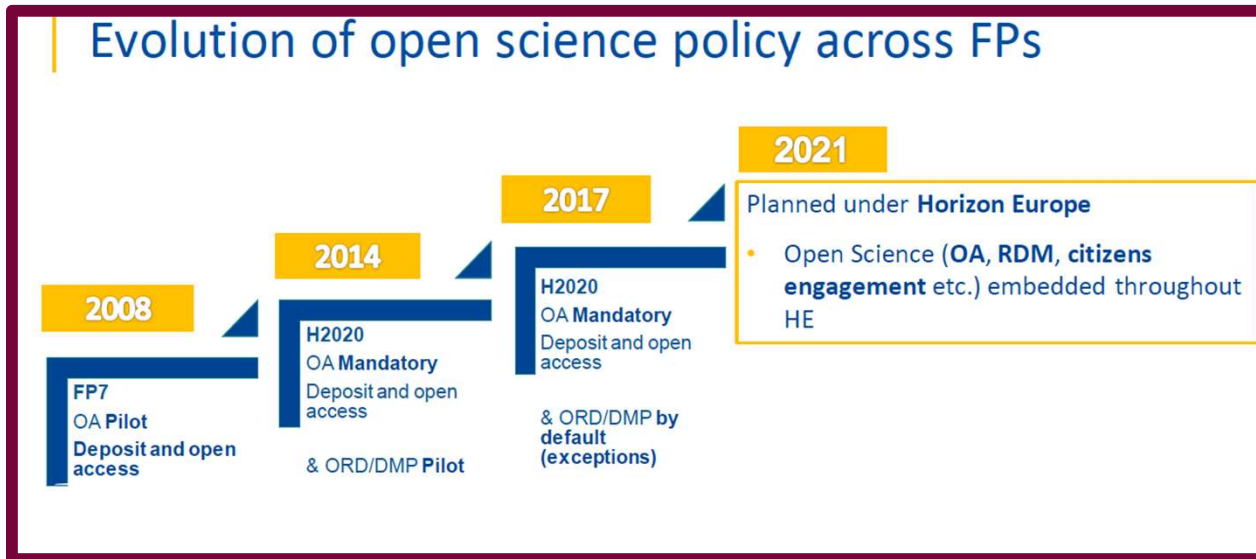 Evolution of open science policy across FPs
2008
FP7
OA Pilot
Deposit and open
access
2014
H2020
OA Mandatory
Deposit and open
access
& ORD/DMP Pilot
2017
H2020
OA Mandatory
Deposit and open
access
& ORD/DMP by
default
(exceptions)
2021
Planned under Horizon Europe
• Open Science (OA, RDM, citizens
engagement etc.) embedded throughout
HE